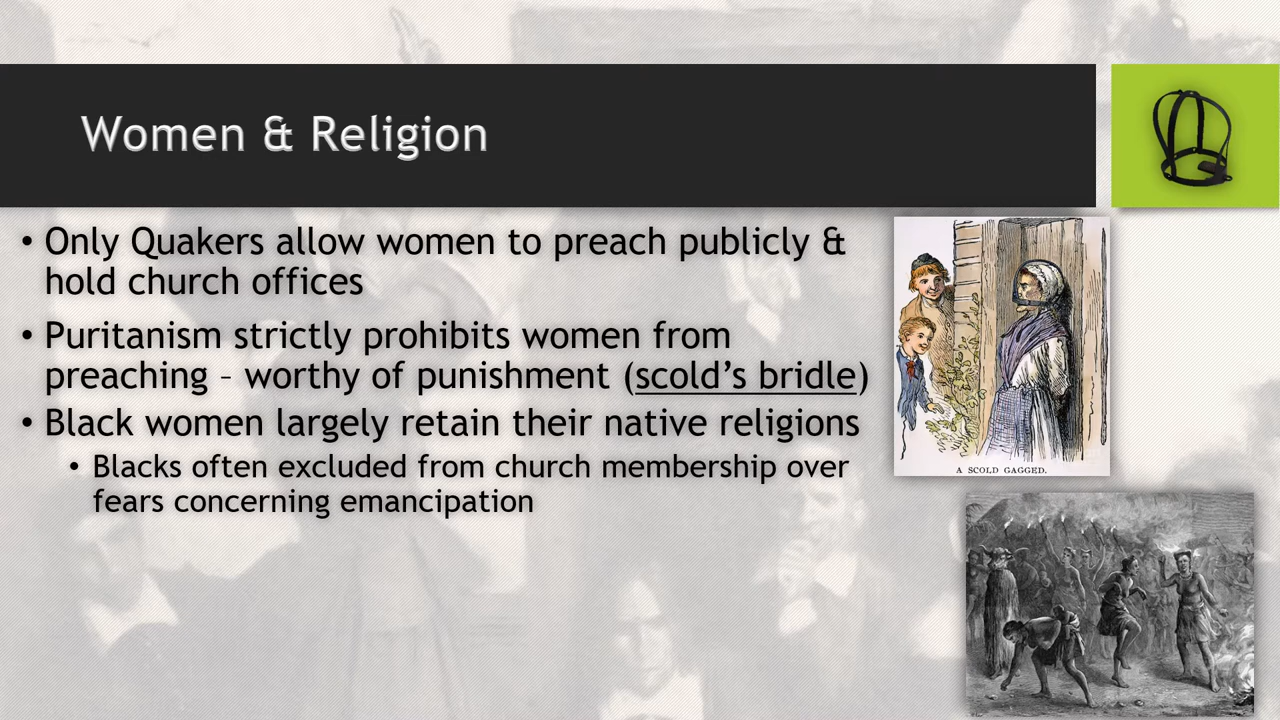 Women & Religion
• Only Quakers allow women to preach publicly &
hold church offices
• Puritanism strictly prohibits women from
preaching – worthy of punishment (scold’s bridle)
• Black women largely retain their native religions
• Blacks often excluded from church membership over
fears concerning emancipation
A SCOLD GAGGED.